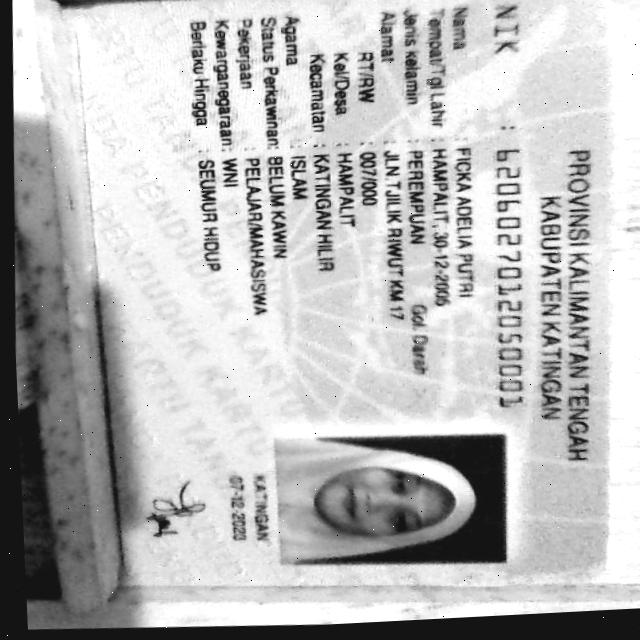 PROVINSI KALIMANTAN TENGAH
KABUPATEN KATINGAN
NIK : 6206027012050001
Nama : FICKA ADELIA PUTRI
Tempat/Tgl Lahir : HAMPALIT, 30-12-2005
Jenis kelamin : PEREMPUAN Gol. Darah
Alamat : JLN.TJILIK RIWUT KM 17
RT/RW : 007/000
Kel/Desa : HAMPALIT
Kecamatan : KATINGAN HILIR
Agama : ISLAM
Status Perkawinan: BELUM KAWIN
Pekerjaan : PELAJAR/MAHASISWA
Kewarganegaraan: WNI
Berlaku Hingga : SEUMUR HIDUP
KATINGAN
07-12-2023